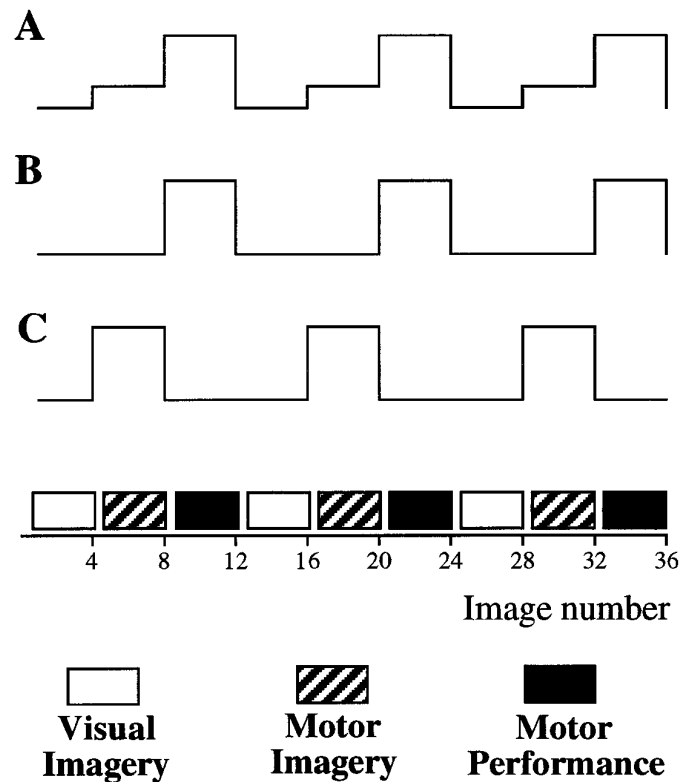 A
B
C
4 8 12 16 20 24 28 32 36
Image number
Visual Imagery
Motor Imagery
Motor Performance